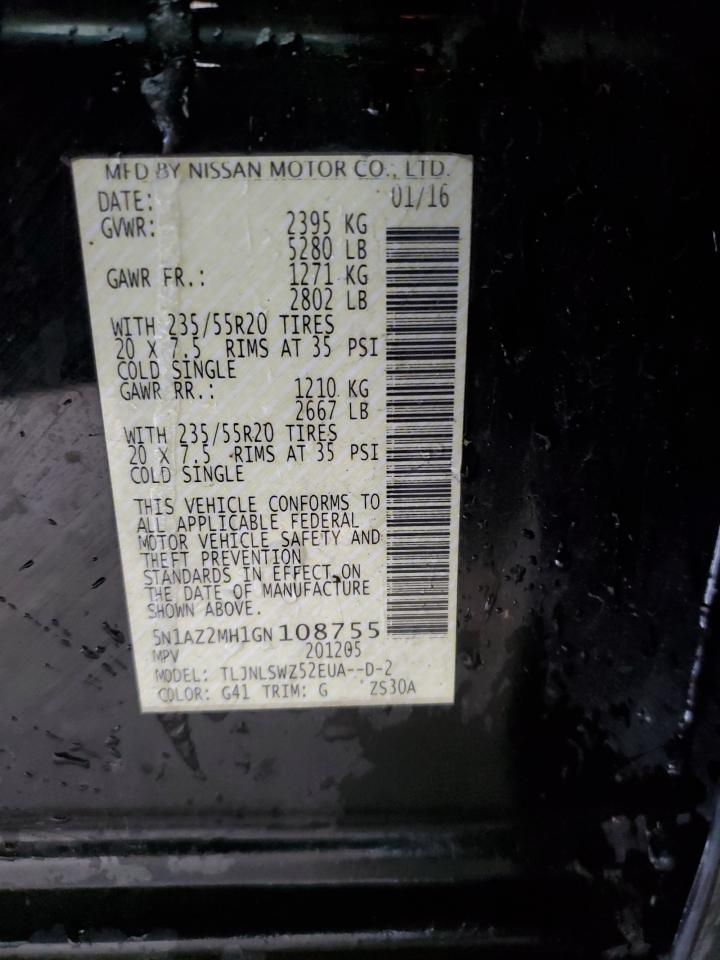 MFD BY NISSAN MOTOR CO., LTD.
DATE: 01/16
GVWR: 2395 KG
5280 LB
GAWR FR.: 1271 KG
2802 LB
WITH 235/55R20 TIRES
20 X 7.5 RIMS AT 35 PSI
COLD SINGLE
GAWR RR.: 1210 KG
2667 LB
WITH 235/55R20 TIRES
20 X 7.5 RIMS AT 35 PSI
COLD SINGLE
THIS VEHICLE CONFORMS TO
ALL APPLICABLE FEDERAL
MOTOR VEHICLE SAFETY AND
THEFT PREVENTION
STANDARDS IN EFFECT ON
THE DATE OF MANUFACTURE
SHOWN ABOVE.
5N1AZ2MH1GN108755
MPV 201205
MODEL: TLJNLSWZ52EUA--D-2
COLOR: G41 TRIM: G ZS30A